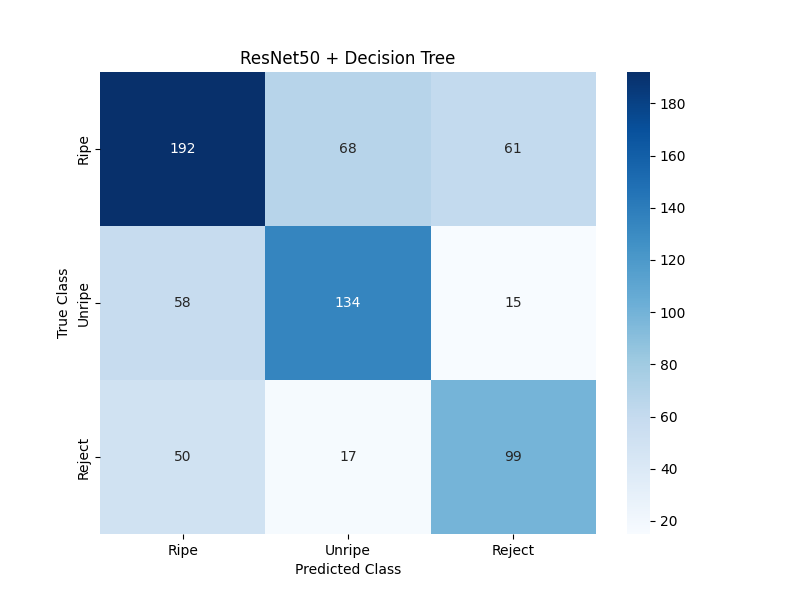 ResNet50 + Decision Tree
True Class
Ripe
192 68 61
Unripe
58 134 15
Reject
50 17 99
Ripe Unripe Reject
Predicted Class
180
160
140
120
100
80
60
40
20